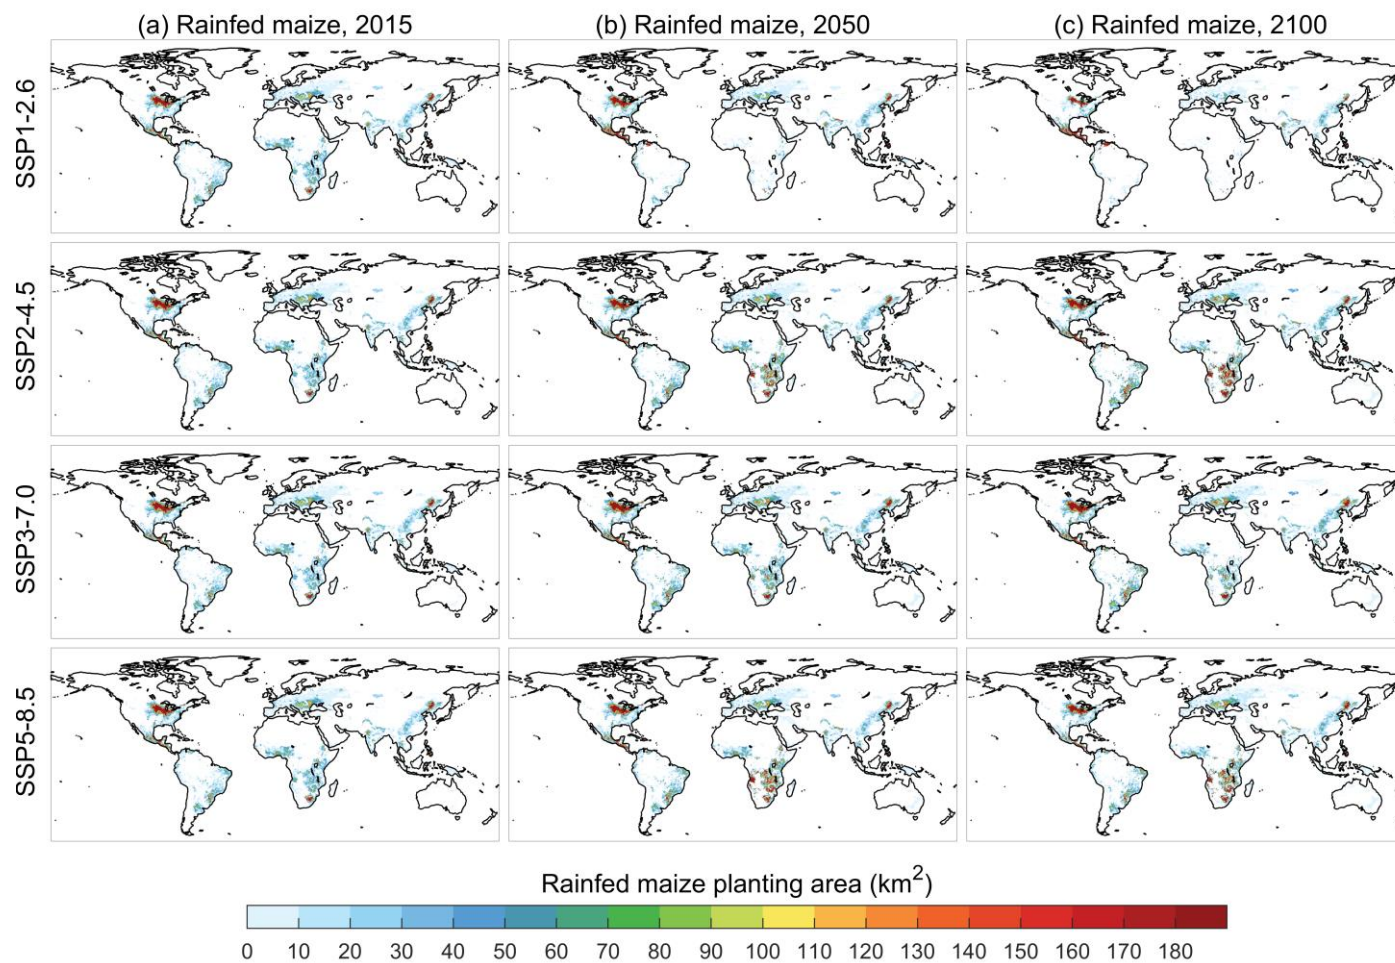 (a) Rainfed maize, 2015 (b) Rainfed maize, 2050 (c) Rainfed maize, 2100
SSP1-2.6
SSP2-4.5
SSP3-7.0
SSP5-8.5
Rainfed maize planting area (km²)
0 10 20 30 40 50 60 70 80 90 100 110 120 130 140 150 160 170 180